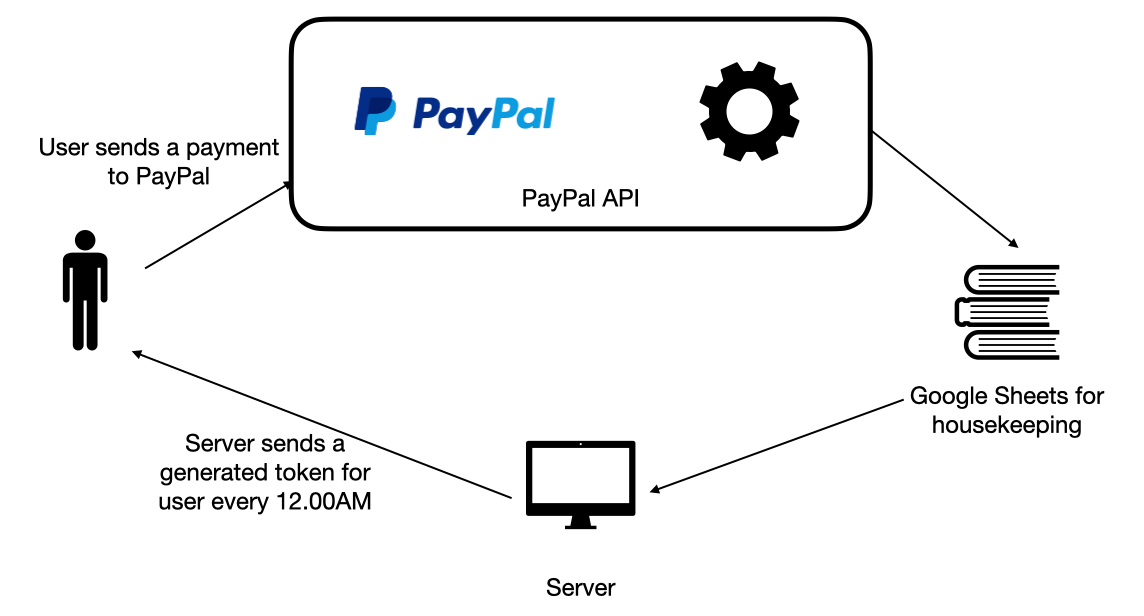 PayPal
PayPal API
User sends a payment
to PayPal
Google Sheets for
housekeeping
Server sends a
generated token for
user every 12.00AM
Server